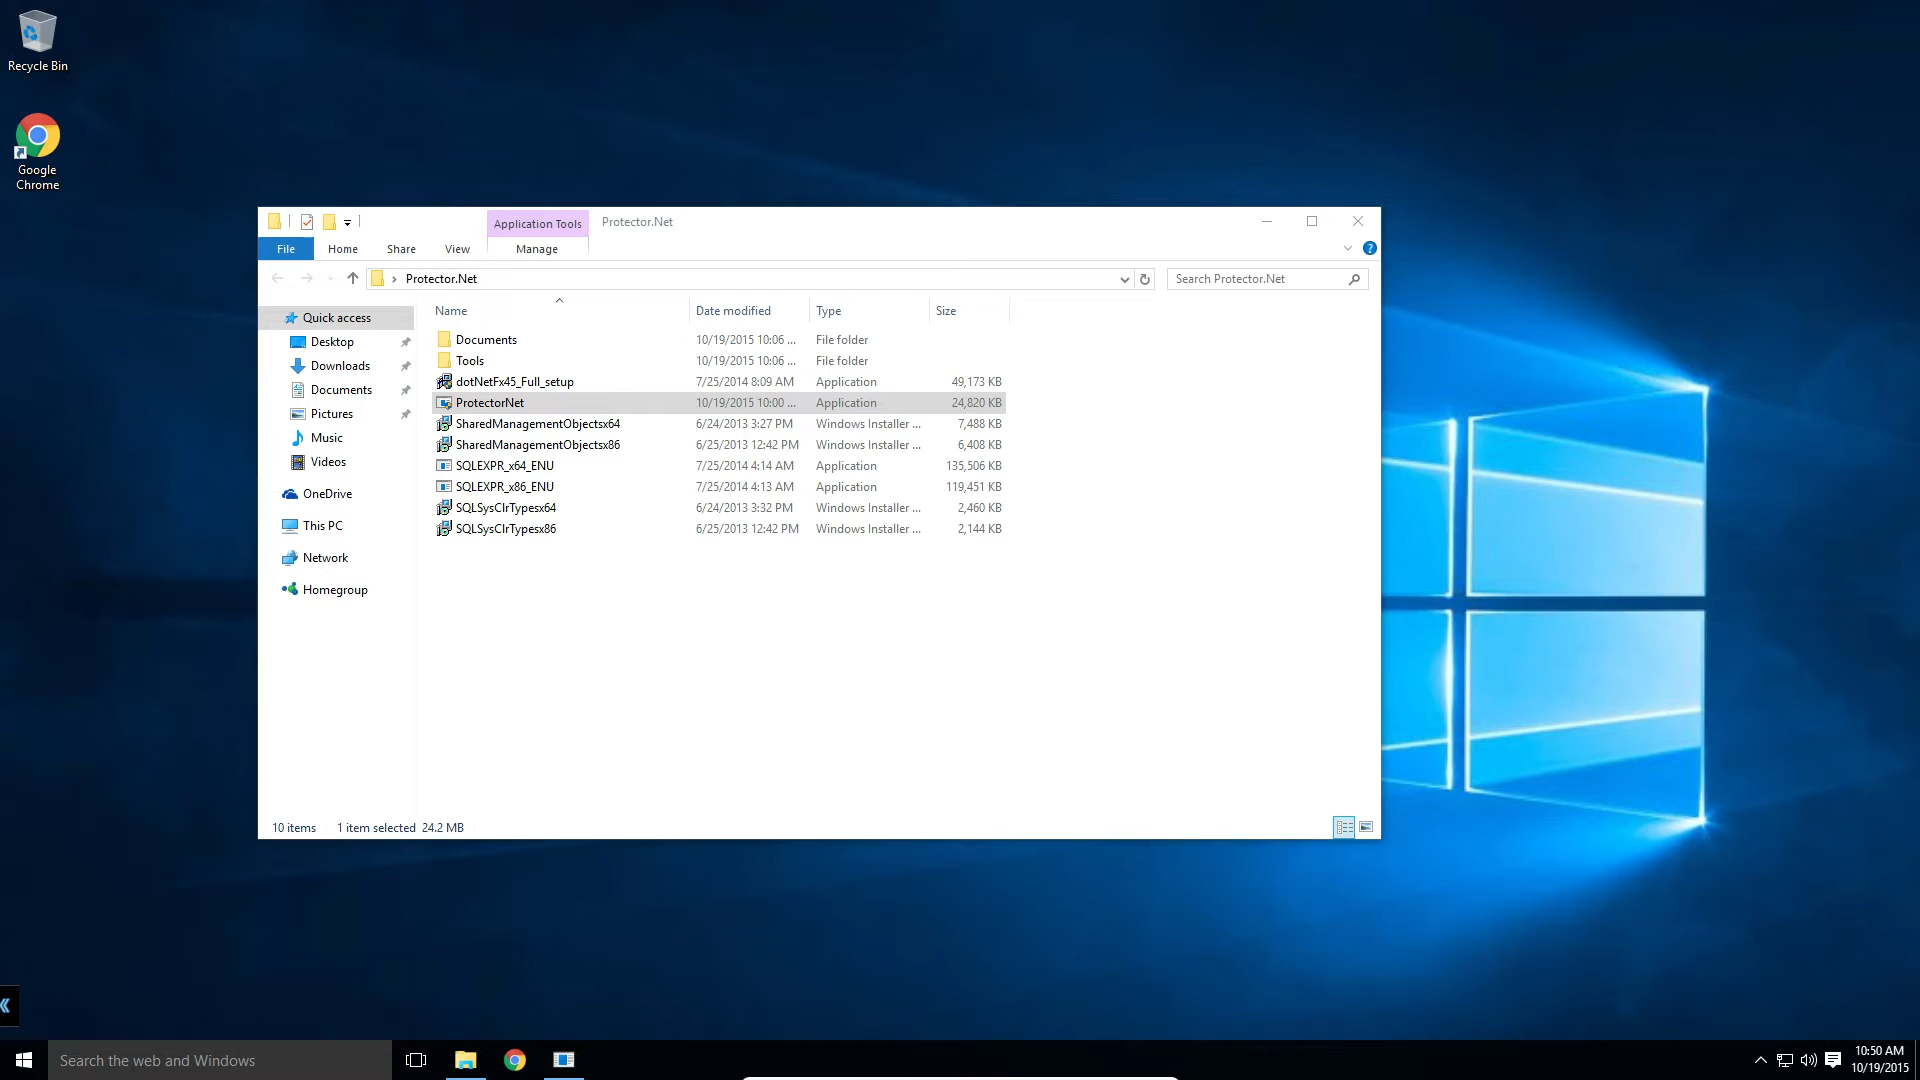 Recycle Bin
Google
Chrome
Application Tools
Protector.Net
File
Home
Share
View
Manage
Protector.Net
Search Protector.Net
Quick access
Desktop
Downloads
Documents
Pictures
Music
Videos
OneDrive
This PC
Network
Homegroup
Name Date modified Type Size
Documents 10/19/2015 10:06 ... File folder
Tools 10/19/2015 10:06 ... File folder
dotNetFx45_Full_setup 7/25/2014 8:09 AM Application 49,173 KB
ProtectorNet 10/19/2015 10:00 ... Application 24,820 KB
SharedManagementObjectsx64 6/24/2013 3:27 PM Windows Installer ... 7,488 KB
SharedManagementObjectsx86 6/25/2013 12:42 PM Windows Installer ... 6,408 KB
SQLEXPR_x64_ENU 7/25/2014 4:14 AM Application 135,506 KB
SQLEXPR_x86_ENU 7/25/2014 4:13 AM Application 119,451 KB
SQLSysClrTypesx64 6/24/2013 3:32 PM Windows Installer ... 2,460 KB
SQLSysClrTypesx86 6/25/2013 12:42 PM Windows Installer ... 2,144 KB
10 items 1 item selected 24.2 MB
Search the web and Windows
10:50 AM
10/19/2015